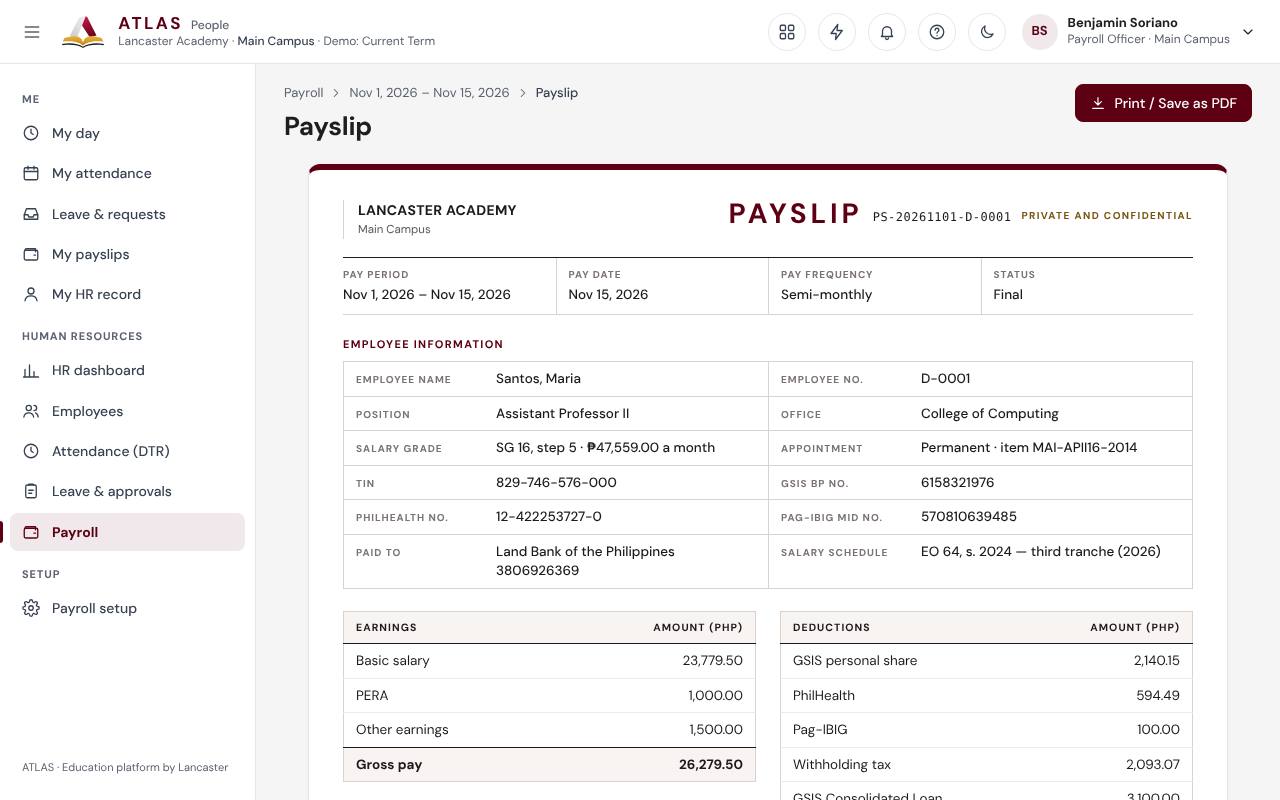 ATLAS People
Lancaster Academy · Main Campus · Demo: Current Term
BS
Benjamin Soriano
Payroll Officer · Main Campus
ME
My day
My attendance
Leave & requests
My payslips
My HR record
HUMAN RESOURCES
HR dashboard
Employees
Attendance (DTR)
Leave & approvals
Payroll
SETUP
Payroll setup
ATLAS · Education platform by Lancaster
Payroll > Nov 1, 2026 – Nov 15, 2026 > Payslip
Payslip
Print / Save as PDF
LANCASTER ACADEMY
Main Campus
PAYSLIP PS-20261101-D-0001 PRIVATE AND CONFIDENTIAL
PAY PERIOD PAY DATE PAY FREQUENCY STATUS
Nov 1, 2026 – Nov 15, 2026 Nov 15, 2026 Semi-monthly Final
EMPLOYEE INFORMATION
EMPLOYEE NAME Santos, Maria EMPLOYEE NO. D-0001
POSITION Assistant Professor II OFFICE College of Computing
SALARY GRADE SG 16, step 5 · ₱47,559.00 a month APPOINTMENT Permanent · item MAI-APII16-2014
TIN 829-746-576-000 GSIS BP NO. 6158321976
PHILHEALTH NO. 12-422253727-0 PAG-IBIG MID NO. 570810639485
PAID TO Land Bank of the Philippines SALARY SCHEDULE EO 64, s. 2024 — third tranche (2026)
3806926369
EARNINGS AMOUNT (PHP)
Basic salary 23,779.50
PERA 1,000.00
Other earnings 1,500.00
Gross pay 26,279.50
DEDUCTIONS AMOUNT (PHP)
GSIS personal share 2,140.15
PhilHealth 594.49
Pag-IBIG 100.00
Withholding tax 2,093.07
GSIS Consolidated Loan 3,100.00